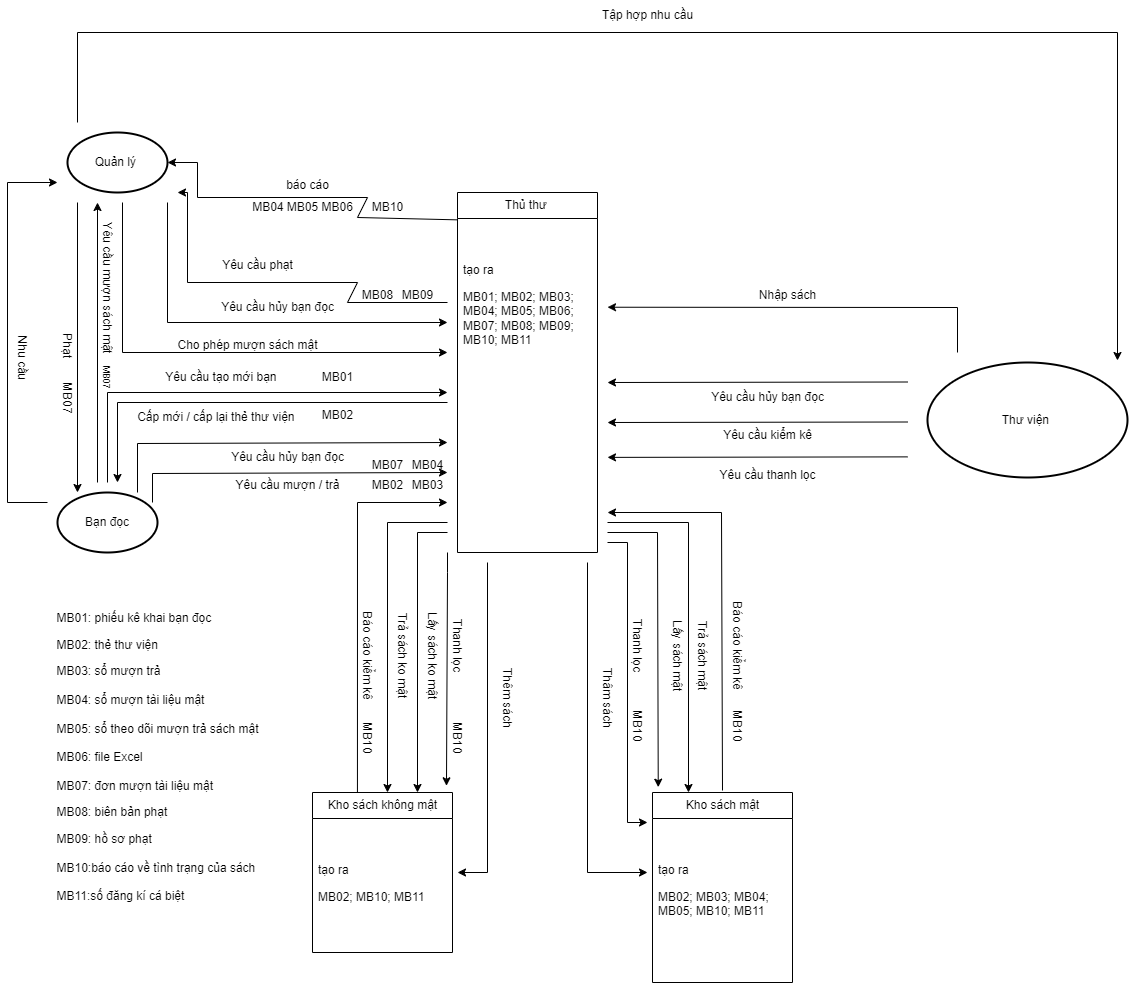 Tập hợp nhu cầu
Quản lý
báo cáo
MB04 MB05 MB06
MB10
Thủ thư
tạo ra
MB01; MB02; MB03;
MB04; MB05; MB06;
MB07; MB08; MB09;
MB10; MB11
Yêu cầu phạt
MB08 MB09
Yêu cầu hủy bạn đọc
Cho phép mượn sách mật
Yêu cầu tạo mới bạn
MB01
Cấp mới / cấp lại thẻ thư viện
MB02
Yêu cầu hủy bạn đọc
MB07 MB04
Yêu cầu mượn / trả
MB02 MB03
Nhu cầu
Phạt
MB07
Yêu cầu mượn sách mật
MB07
Bạn đọc
Nhập sách
Yêu cầu hủy bạn đọc
Yêu cầu kiểm kê
Yêu cầu thanh lọc
Thư viện
Báo cáo kiểm kê
MB10
Trả sách ko mật
Lấy sách ko mật
Thanh lọc
MB10
Thêm sách
Thâm sách
Thanh lọc
MB10
Lấy sách mật
Trả sách mật
Báo cáo kiểm kê
MB10
MB01: phiếu kê khai bạn đọc
MB02: thẻ thư viện
MB03: sổ mượn trả
MB04: sổ mượn tài liệu mật
MB05: sổ theo dõi mượn trả sách mật
MB06: file Excel
MB07: đơn mượn tài liệu mật
MB08: biên bản phạt
MB09: hồ sơ phạt
MB10:báo cáo về tình trạng của sách
MB11:số đăng kí cá biệt
Kho sách không mật
tạo ra
MB02; MB10; MB11
Kho sách mật
tạo ra
MB02; MB03; MB04;
MB05; MB10; MB11